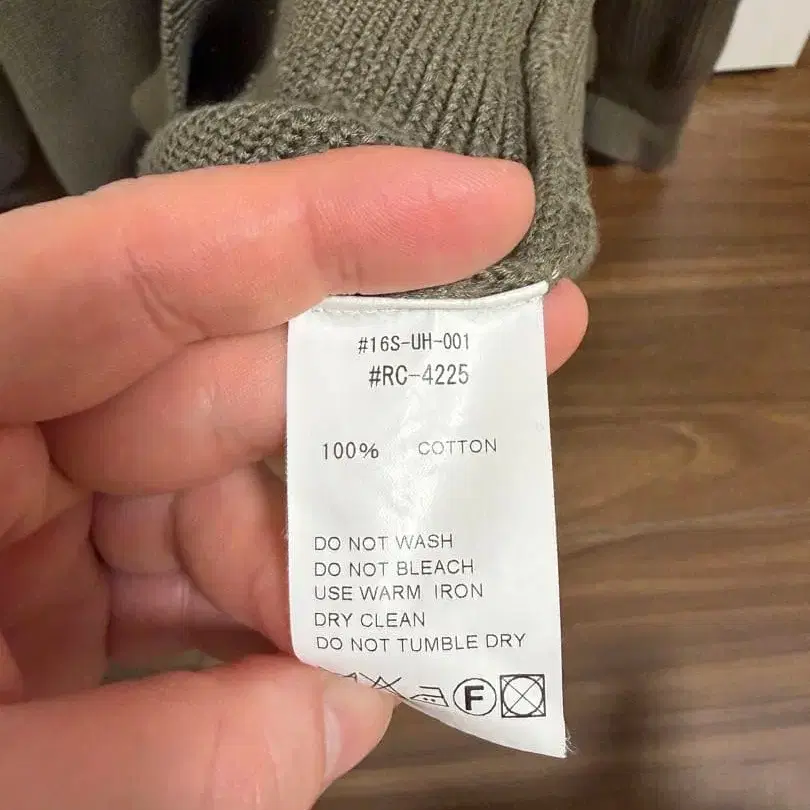 #16S-UH-001
#RC-4225
100% COTTON
DO NOT WASH
DO NOT BLEACH
USE WARM IRON
DRY CLEAN
DO NOT TUMBLE DRY
F